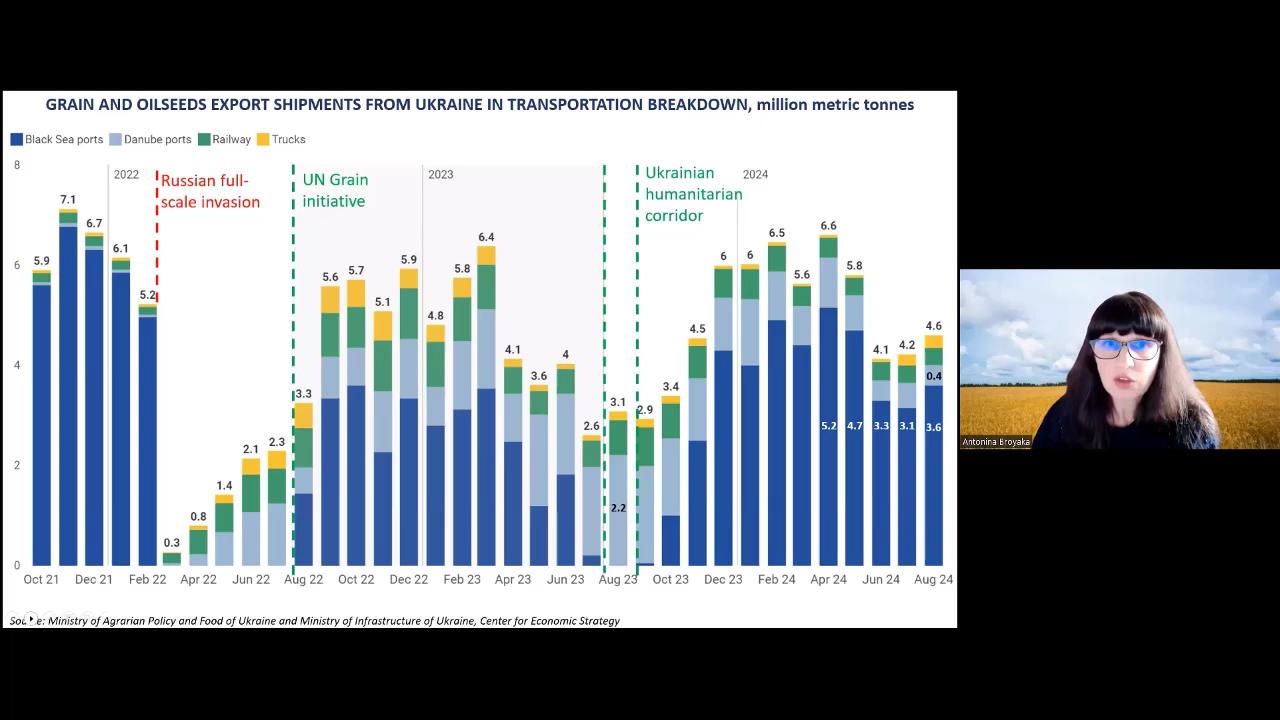 GRAIN AND OILSEEDS EXPORT SHIPMENTS FROM UKRAINE IN TRANSPORTATION BREAKDOWN, million metric tonnes
Black Sea ports Danube ports Railway Trucks
8
6
4
2
0
2022
2023
2024
Russian full-
scale invasion
UN Grain
initiative
Ukrainian
humanitarian
corridor
5.9 7.1 6.7 6.1 5.2 0.3 0.8 1.4 2.1 2.3 3.3 5.6 5.7 5.1 5.9 4.8 5.8 6.4 4.1 3.6 4 2.6 3.1 2.9 3.4 4.5 6 6 6.5 5.6 6.6 5.8 4.1 4.2 4.6
0.4
2.2 5.2 4.7 3.3 3.1 3.6
Oct 21 Dec 21 Feb 22 Apr 22 Jun 22 Aug 22 Oct 22 Dec 22 Feb 23 Apr 23 Jun 23 Aug 23 Oct 23 Dec 23 Feb 24 Apr 24 Jun 24 Aug 24
Ministry of Agrarian Policy and Food of Ukraine and Ministry of Infrastructure of Ukraine, Center for Economic Strategy
Antonina Broyaka